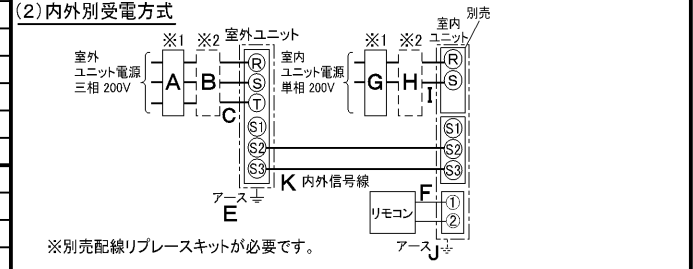 (2)内外別受電方式
※1 ※2 室外ユニット
室外
ユニット電源
三相 200V
A
B
R
S
T
C
S1
S2
S3
アース
E
室内
ユニット電源
単相 200V
※1 ※2
G
H
I
室内
ユニット
別売
R
S
S1
S2
S3
K 内外信号線
F
リモコン
①
②
アース
J
※別売配線リプレースキットが必要です。